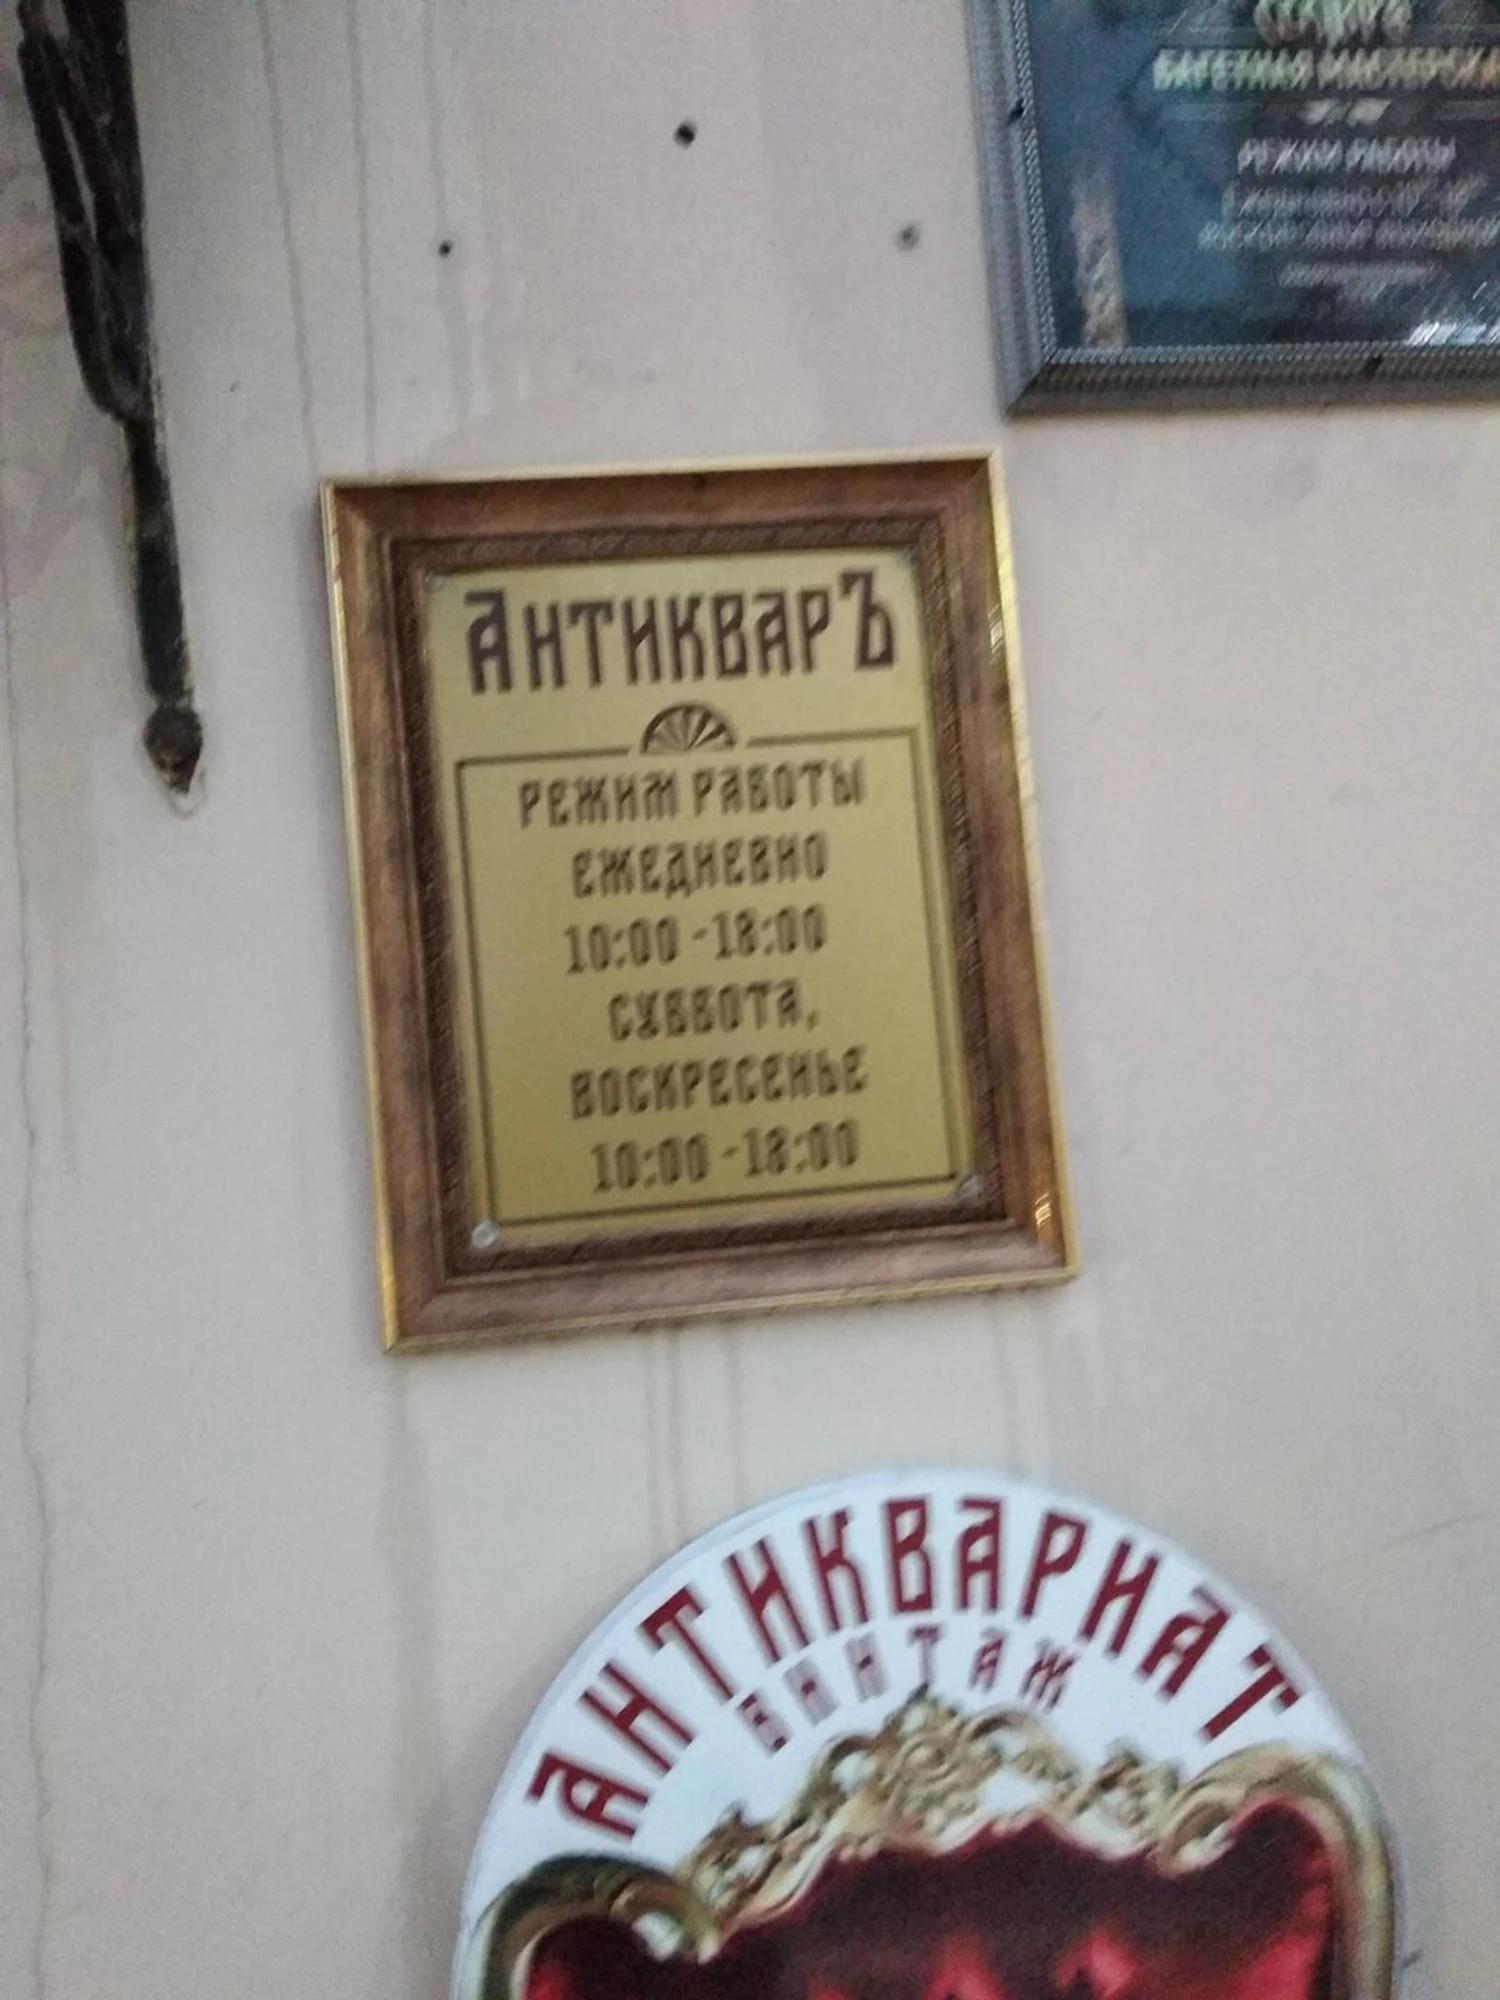 БАГЕТНАЯ МАСТЕРСКА
РЕЖИМ РАБОТЫ
АНТИКВАРЪ
РЕЖИМ РАБОТЫ
ЕЖЕДНЕВНО
10:00 - 18:00
СУББОТА,
ВОСКРЕСЕНЬЕ
10:00 - 18:00
АНТИКВАРИАТ
ВИНТАЖ